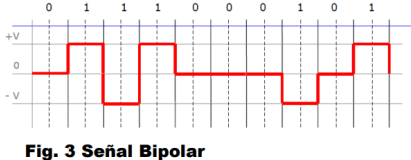 0 1 1 1 0 0 0 1 0 1
+V
0
- V
Fig. 3 Señal Bipolar